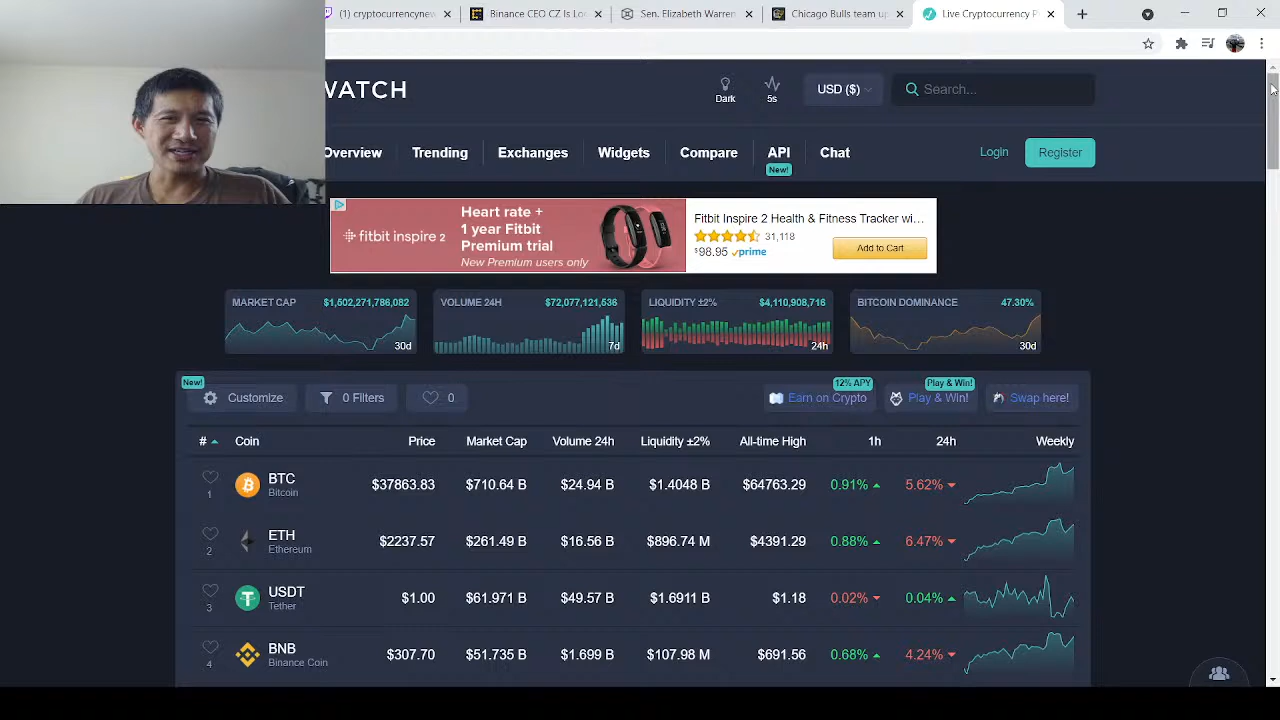 (1) cryptocurrencynew
Binance CEO CZ Is Lo
Sen. Elizabeth Warren
Chicago Bulls team up
Live Cryptocurrency P
WATCH
Dark
5s
USD ($)
Search...
Overview
Trending
Exchanges
Widgets
Compare
API
New!
Chat
Login
Register
fitbit inspire 2
Heart rate +
1 year Fitbit
Premium trial
New Premium users only
Fitbit Inspire 2 Health & Fitness Tracker wi...
31,118
$98.95 prime
Add to Cart
MARKET CAP $1,502,271,786,082
30d
VOLUME 24H $72,077,121,536
7d
LIQUIDITY ±2% $4,110,908,716
24h
BITCOIN DOMINANCE 47.30%
30d
New!
Customize
0 Filters
0
12% APY
Earn on Crypto
Play & Win!
Play & Win!
Swap here!
# Coin Price Market Cap Volume 24h Liquidity ±2% All-time High 1h 24h Weekly
1 BTC Bitcoin $37863.83 $710.64 B $24.94 B $1.4048 B $64763.29 0.91% 5.62%
2 ETH Ethereum $2237.57 $261.49 B $16.56 B $896.74 M $4391.29 0.88% 6.47%
3 USDT Tether $1.00 $61.971 B $49.57 B $1.6911 B $1.18 0.02% 0.04%
4 BNB Binance Coin $307.70 $51.735 B $1.699 B $107.98 M $691.56 0.68% 4.24%